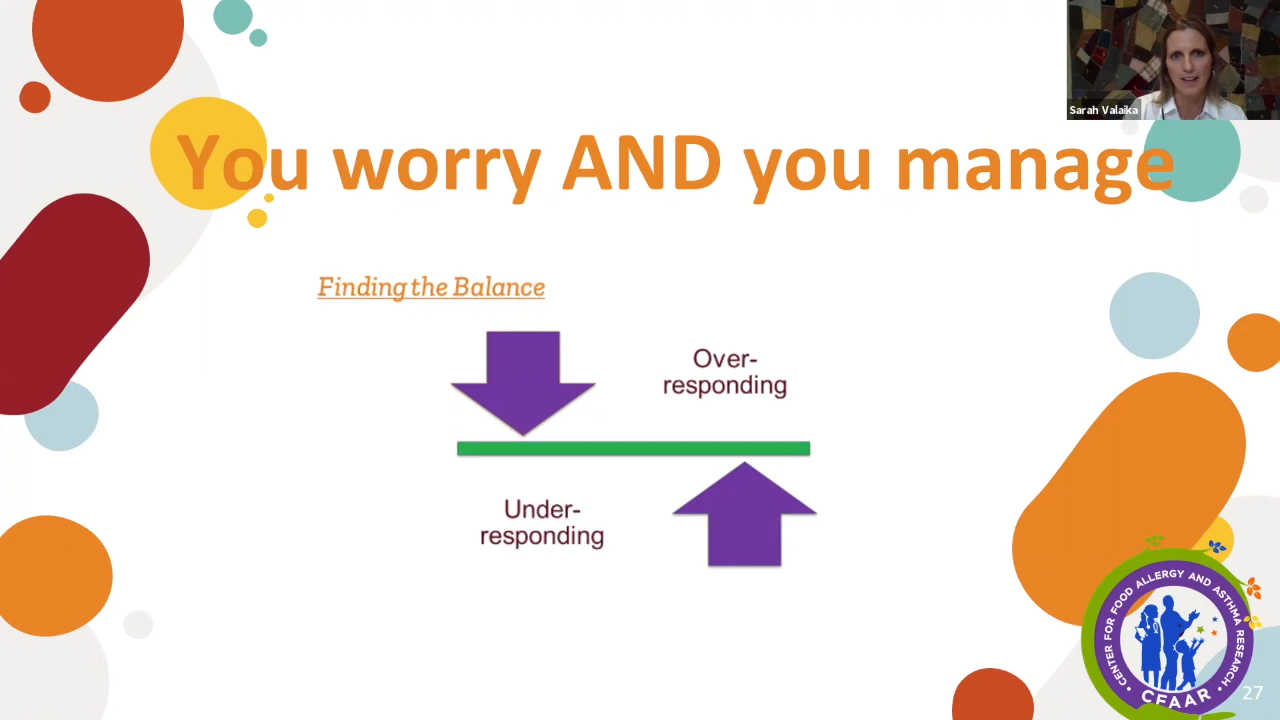 Sarah Valaika
You worry AND you manage
Finding the Balance
Over-
responding
Under-
responding
CENTER FOR FOOD ALLERGY AND ASTHMA RESEARCH
CFAAR
27